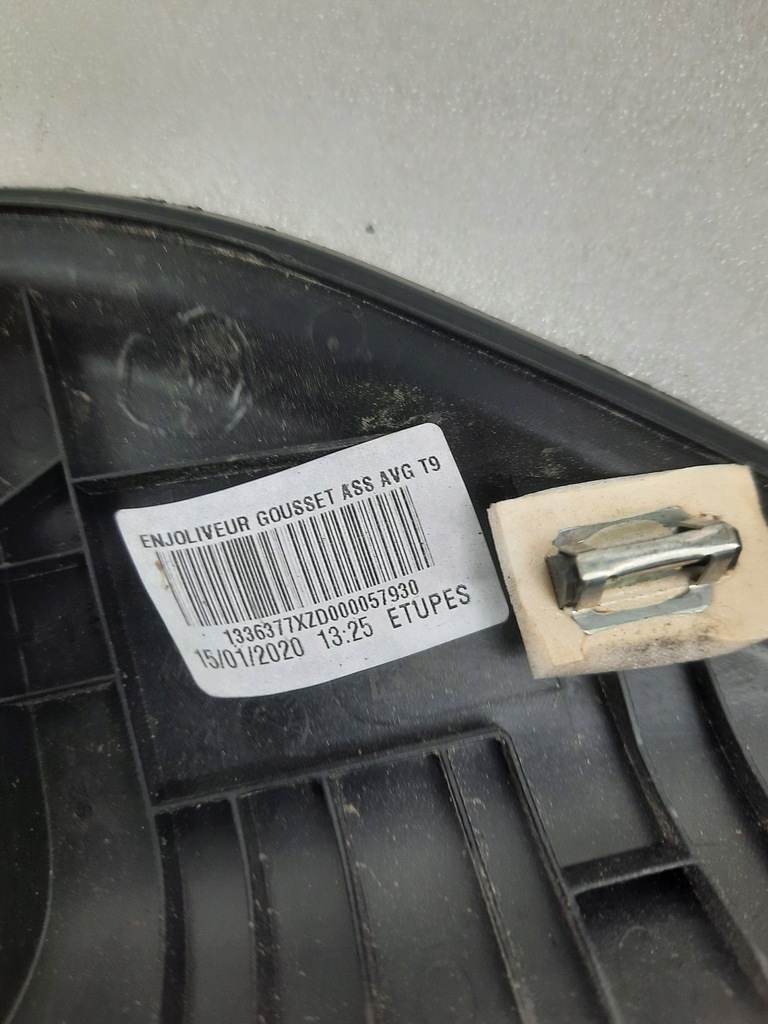 ENJOLIVEUR GOUSSET ASS AVG T9
1336377XZD000057930
15/01/2020 13:25 ETUPES